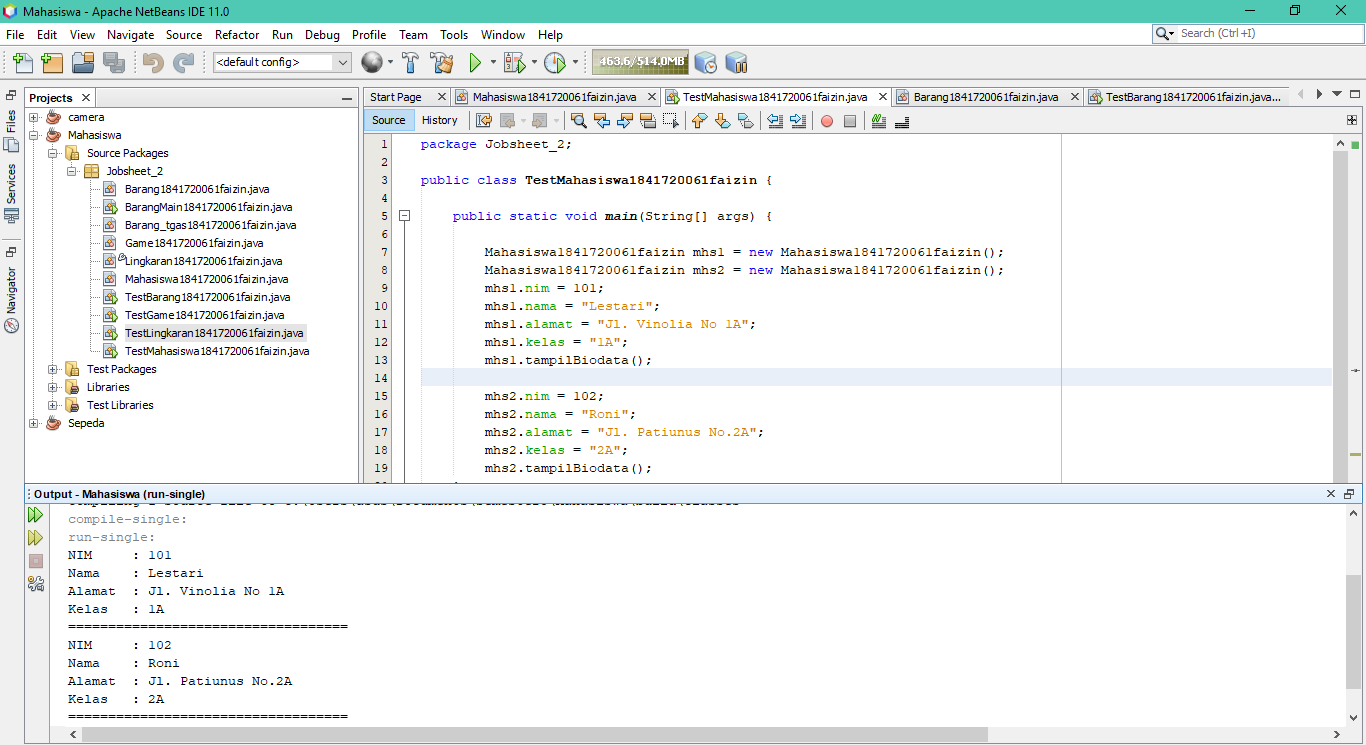 Mahasiswa - Apache NetBeans IDE 11.0
File Edit View Navigate Source Refactor Run Debug Profile Team Tools Window Help
Search (Ctrl+I)
<default config>
463.6/514.0MB
Files
Services
Navigator
Projects
camera
Mahasiswa
Source Packages
Jobsheet_2
Barang1841720061faizin.java
BarangMain1841720061faizin.java
Barang_tgas1841720061faizin.java
Game1841720061faizin.java
Lingkaran1841720061faizin.java
Mahasiswa1841720061faizin.java
TestBarang1841720061faizin.java
TestGame1841720061faizin.java
TestLingkaran1841720061faizin.java
TestMahasiswa1841720061faizin.java
Test Packages
Libraries
Test Libraries
Sepeda
Start Page Mahasiswa1841720061faizin.java TestMahasiswa1841720061faizin.java Barang1841720061faizin.java TestBarang1841720061faizin.java...
Source History
1 package Jobsheet_2;
2
3 public class TestMahasiswa1841720061faizin {
4
5 public static void main(String[] args) {
6
7 Mahasiswa1841720061faizin mhs1 = new Mahasiswa1841720061faizin();
8 Mahasiswa1841720061faizin mhs2 = new Mahasiswa1841720061faizin();
9 mhs1.nim = 101;
10 mhs1.nama = "Lestari";
11 mhs1.alamat = "Jl. Vinolia No 1A";
12 mhs1.kelas = "1A";
13 mhs1.tampilBiodata();
14
15 mhs2.nim = 102;
16 mhs2.nama = "Roni";
17 mhs2.alamat = "Jl. Patiunus No.2A";
18 mhs2.kelas = "2A";
19 mhs2.tampilBiodata();
Output - Mahasiswa (run-single)
compile-single:
run-single:
NIM : 101
Nama : Lestari
Alamat : Jl. Vinolia No 1A
Kelas : 1A
===================================
NIM : 102
Nama : Roni
Alamat : Jl. Patiunus No.2A
Kelas : 2A
===================================